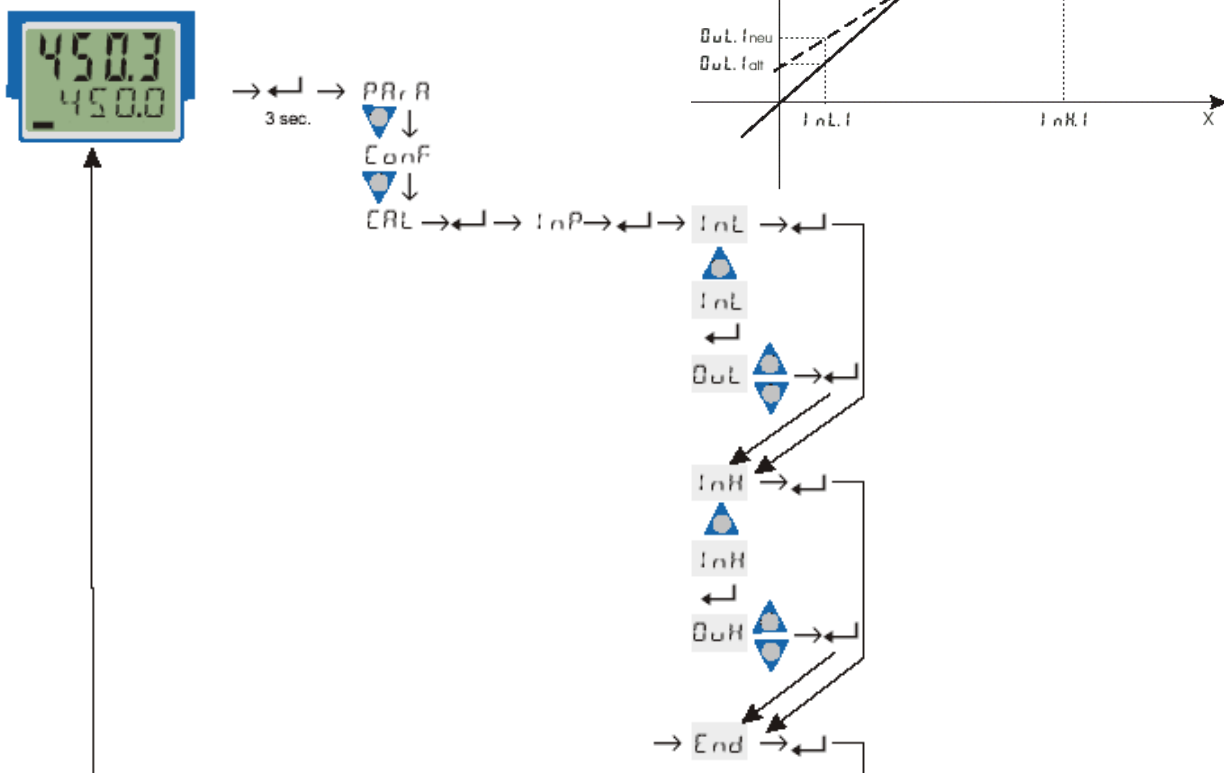 450.3
450.0
3 sec.
PArA
ConF
CAL
InP
InL
InL
OuL
InH
InH
OuH
End
OuL.1neu
OuL.1alt
InL.1
InH.1
X